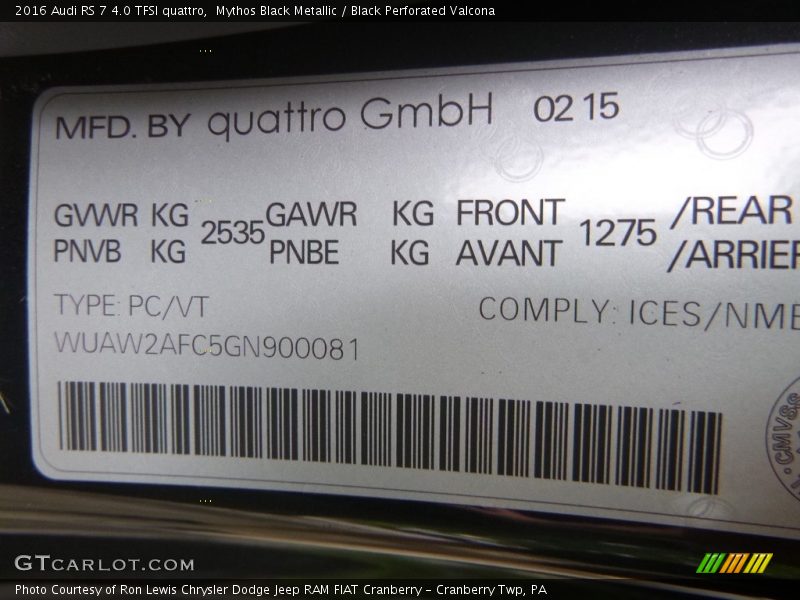 2016 Audi RS 7 4.0 TFSI quattro, Mythos Black Metallic / Black Perforated Valcona
MFD. BY quattro GmbH 02 15
GVWR KG 2535 GAWR KG FRONT 1275 /REAR
PNVB KG PNBE KG AVANT /ARRIER
TYPE: PC/VT COMPLY: ICES/NMB
WUAW2AFC5GN900081
CMVSS
GTCARLOT.COM
Photo Courtesy of Ron Lewis Chrysler Dodge Jeep RAM FIAT Cranberry – Cranberry Twp, PA